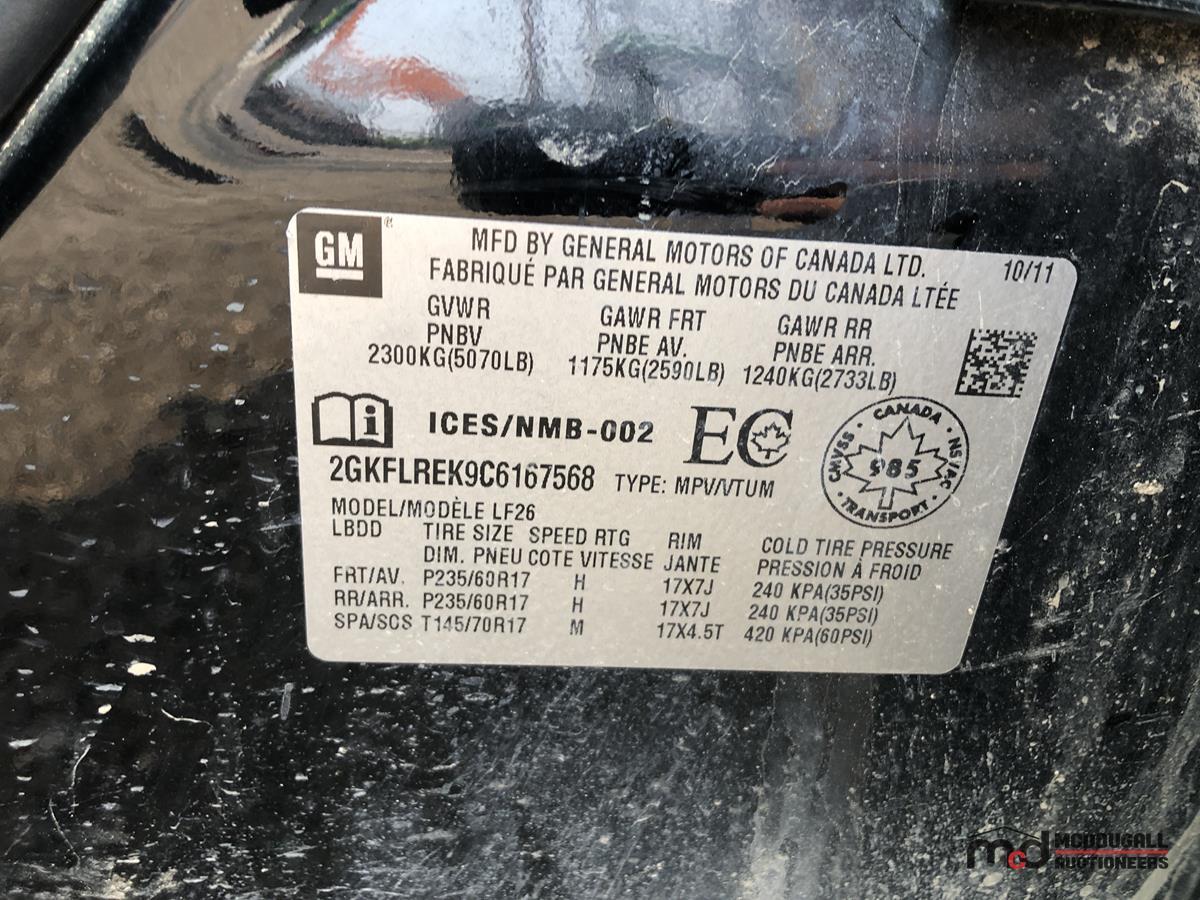 GM ®
MFD BY GENERAL MOTORS OF CANADA LTD. 10/11
FABRIQUÉ PAR GENERAL MOTORS DU CANADA LTÉE
GVWR GAWR FRT GAWR RR
PNBV PNBE AV. PNBE ARR.
2300KG(5070LB) 1175KG(2590LB) 1240KG(2733LB)
i ICES/NMB-002 EC
CANADA
CMVSS · NSVAC
985
TRANSPORT
2GKFLREK9C6167568 TYPE: MPV/VTUM
MODEL/MODÈLE LF26
LBDD TIRE SIZE SPEED RTG RIM COLD TIRE PRESSURE
DIM. PNEU COTE VITESSE JANTE PRESSION À FROID
FRT/AV. P235/60R17 H 17X7J 240 KPA(35PSI)
RR/ARR. P235/60R17 H 17X7J 240 KPA(35PSI)
SPA/SCS T145/70R17 M 17X4.5T 420 KPA(60PSI)
mcd MCDOUGALL
AUCTIONEERS